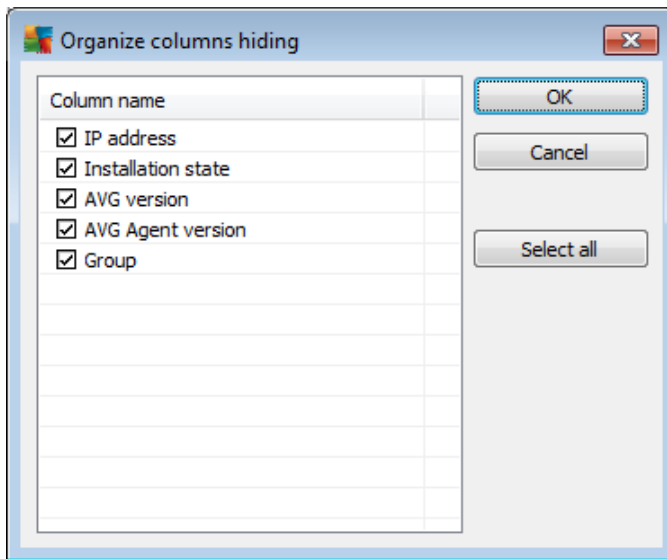 Organize columns hiding
Column name
IP address
Installation state
AVG version
AVG Agent version
Group
OK
Cancel
Select all